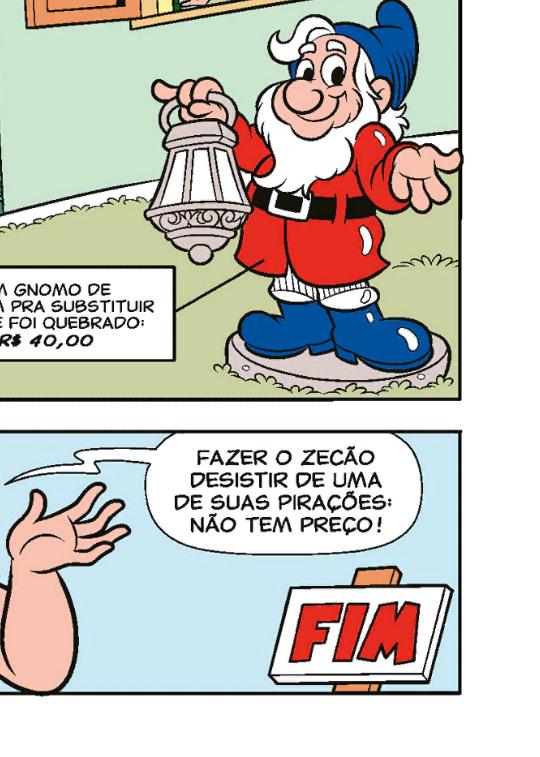 GNOMO DE
PRA SUBSTITUIR
FOI QUEBRADO:
R$ 40,00
FAZER O ZECÃO
DESISTIR DE UMA
DE SUAS PIRAÇÕES:
NÃO TEM PREÇO!
FIM